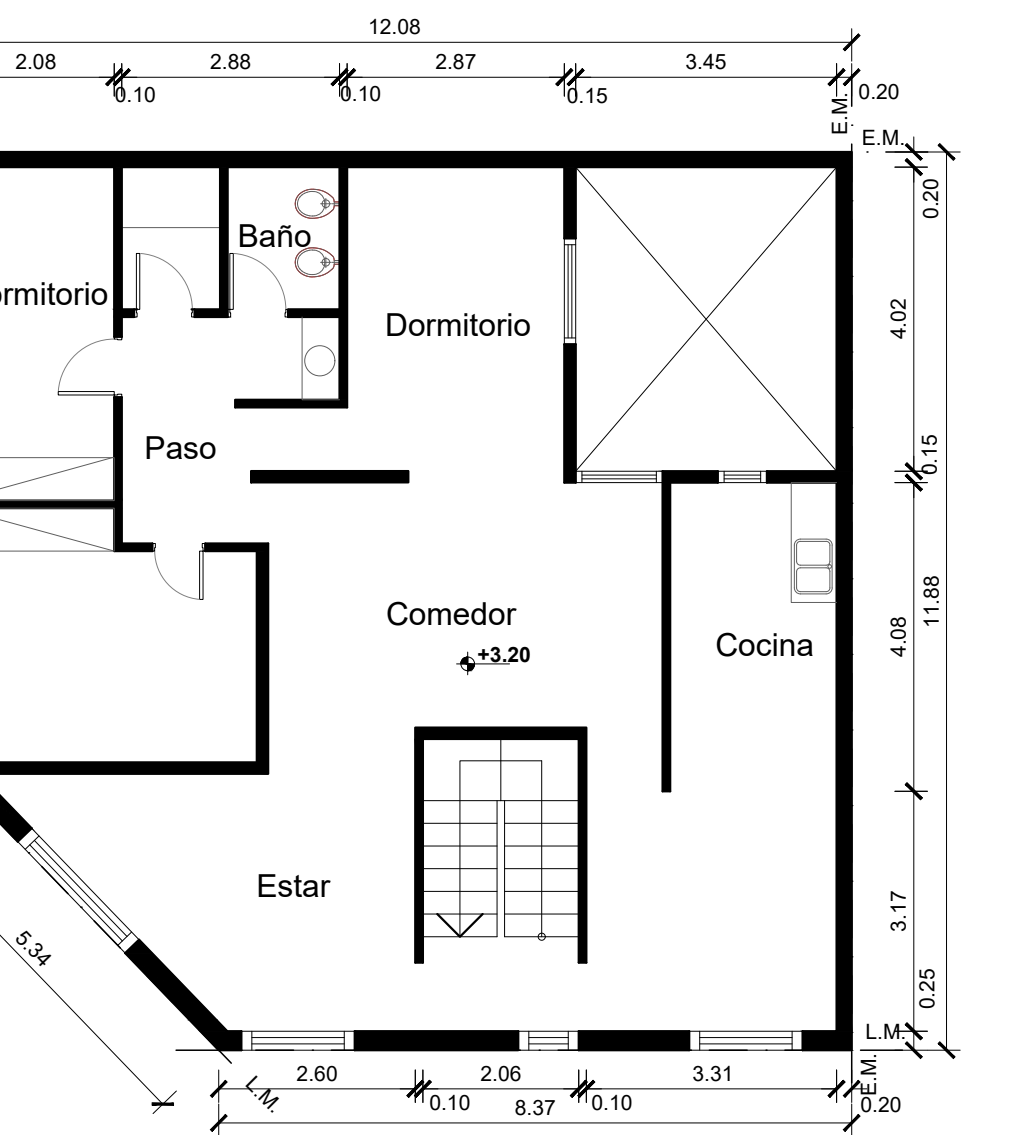 12.08
2.08
2.88
2.87
3.45
0.10
0.10
0.15
E.M.
0.20
E.M.
0.20
Baño
ormitorio
Dormitorio
4.02
Paso
0.15
Comedor
+3.20
Cocina
4.08
11.88
Estar
3.17
5.34
0.25
L.M.
2.60
2.06
3.31
E.M.
L.M.
0.10
8.37
0.10
0.20